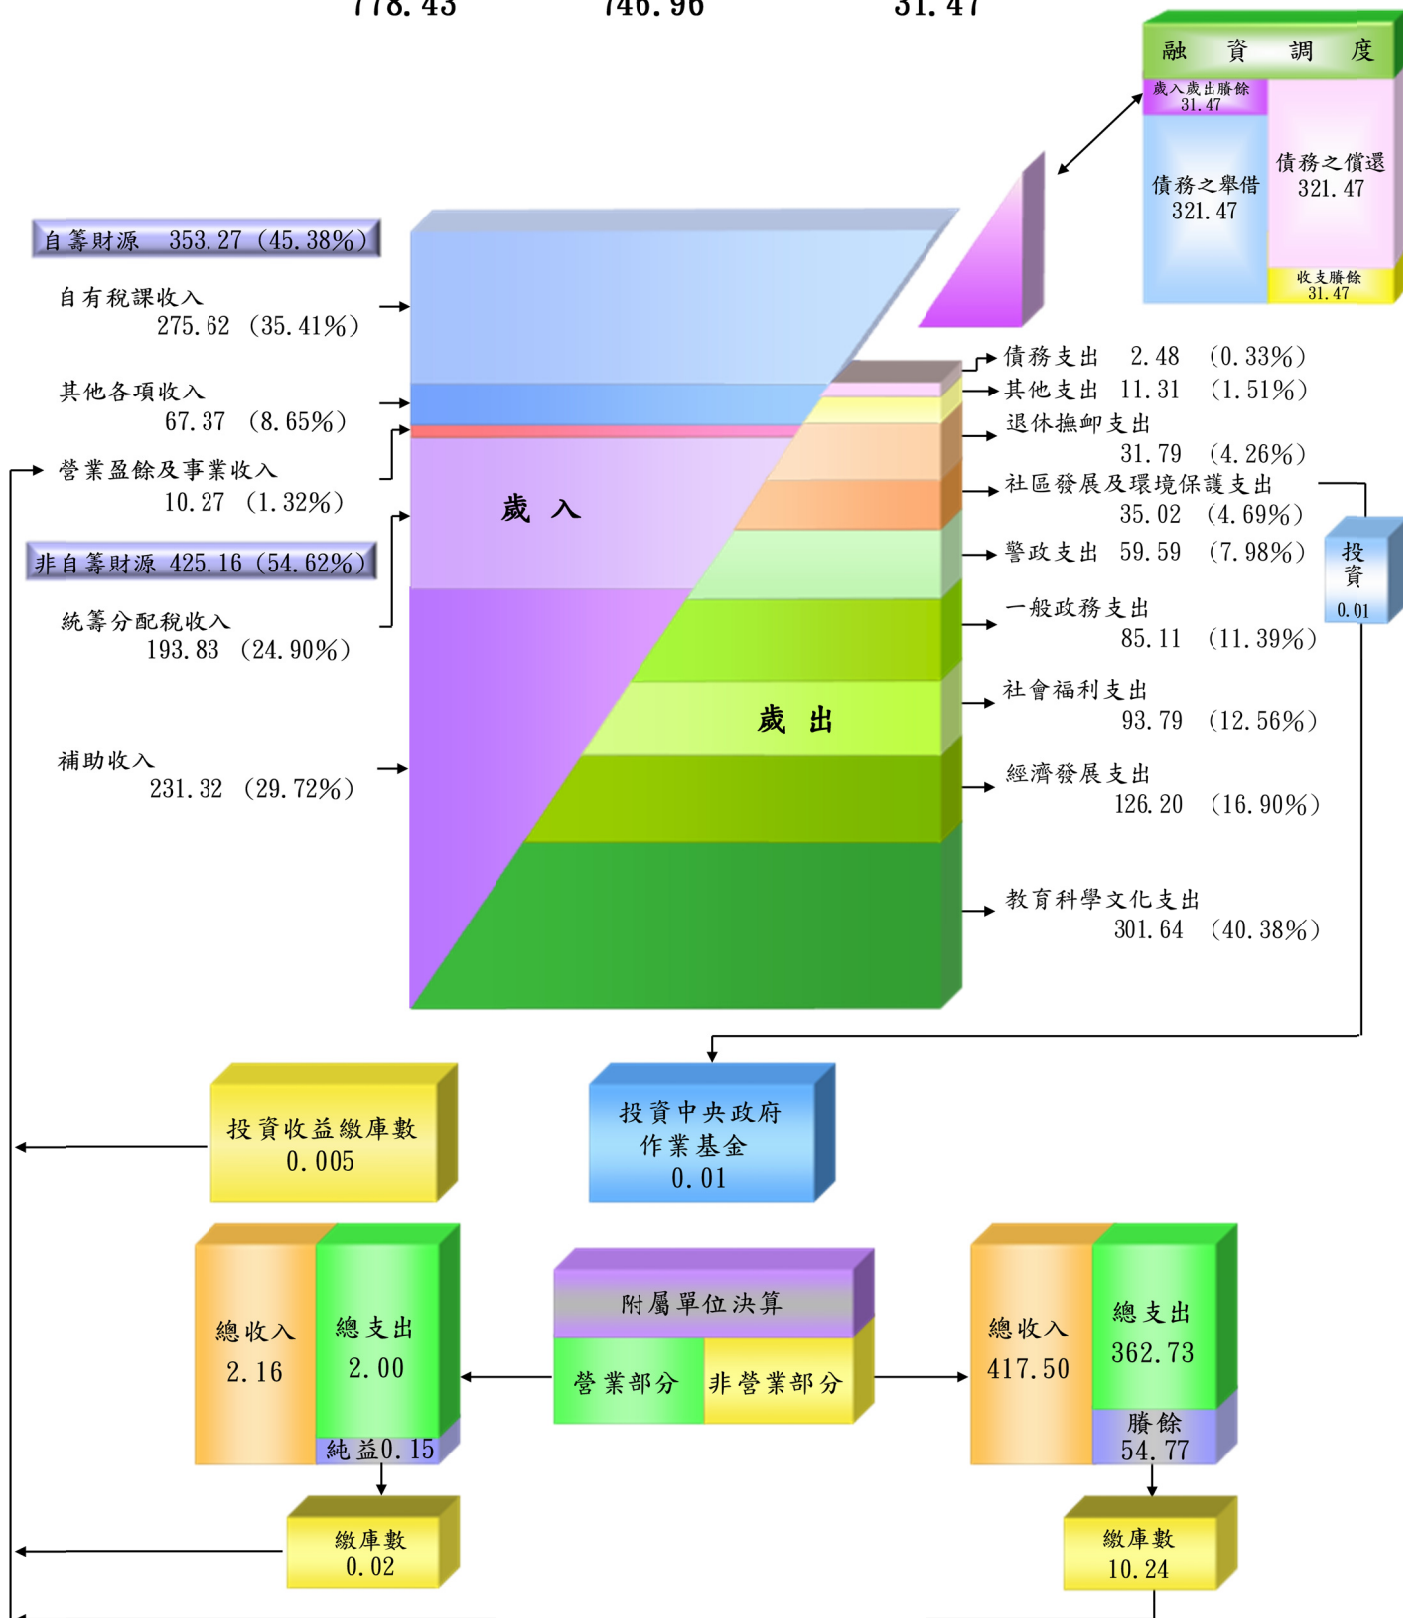 778.43 746.96 31.47
融資調度
歲入歲出賸餘
31.47
債務之舉借
321.47
債務之償還
321.47
收支賸餘
31.47
自籌財源 353.27 (45.38%)
自有稅課收入
275.62 (35.41%)
其他各項收入
67.37 (8.65%)
營業盈餘及事業收入
10.27 (1.32%)
非自籌財源 425.16 (54.62%)
統籌分配稅收入
193.83 (24.90%)
補助收入
231.32 (29.72%)
歲入
歲出
債務支出 2.48 (0.33%)
其他支出 11.31 (1.51%)
退休撫卹支出
31.79 (4.26%)
社區發展及環境保護支出
35.02 (4.69%)
警政支出 59.59 (7.98%)
一般政務支出
85.11 (11.39%)
社會福利支出
93.79 (12.56%)
經濟發展支出
126.20 (16.90%)
教育科學文化支出
301.64 (40.38%)
投
資
0.01
投資收益繳庫數
0.005
投資中央政府
作業基金
0.01
總收入
2.16
總支出
2.00
純益0.15
繳庫數
0.02
附屬單位決算
營業部分
非營業部分
總收入
417.50
總支出
362.73
賸餘
54.77
繳庫數
10.24